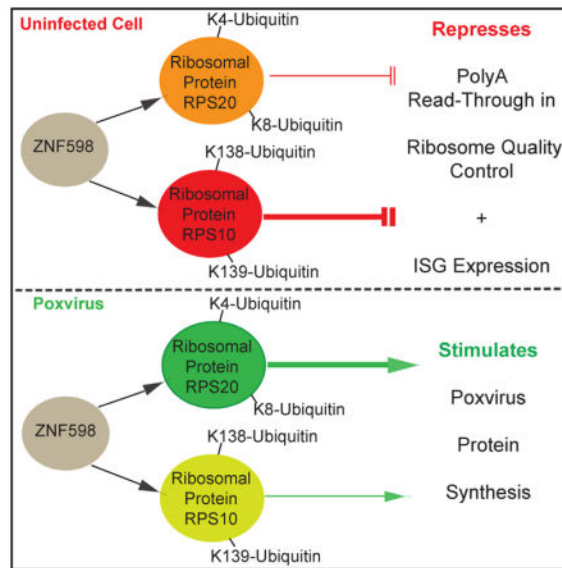 Uninfected Cell
K4-Ubiquitin
Represses
Ribosomal
Protein
RPS20
PolyA
Read-Through in
K8-Ubiquitin
ZNF598
K138-Ubiquitin
Ribosome Quality
Control
Ribosomal
Protein
RPS10
+
K139-Ubiquitin
ISG Expression
Poxvirus
K4-Ubiquitin
Ribosomal
Protein
RPS20
Stimulates
K8-Ubiquitin
Poxvirus
ZNF598
K138-Ubiquitin
Protein
Ribosomal
Protein
RPS10
Synthesis
K139-Ubiquitin